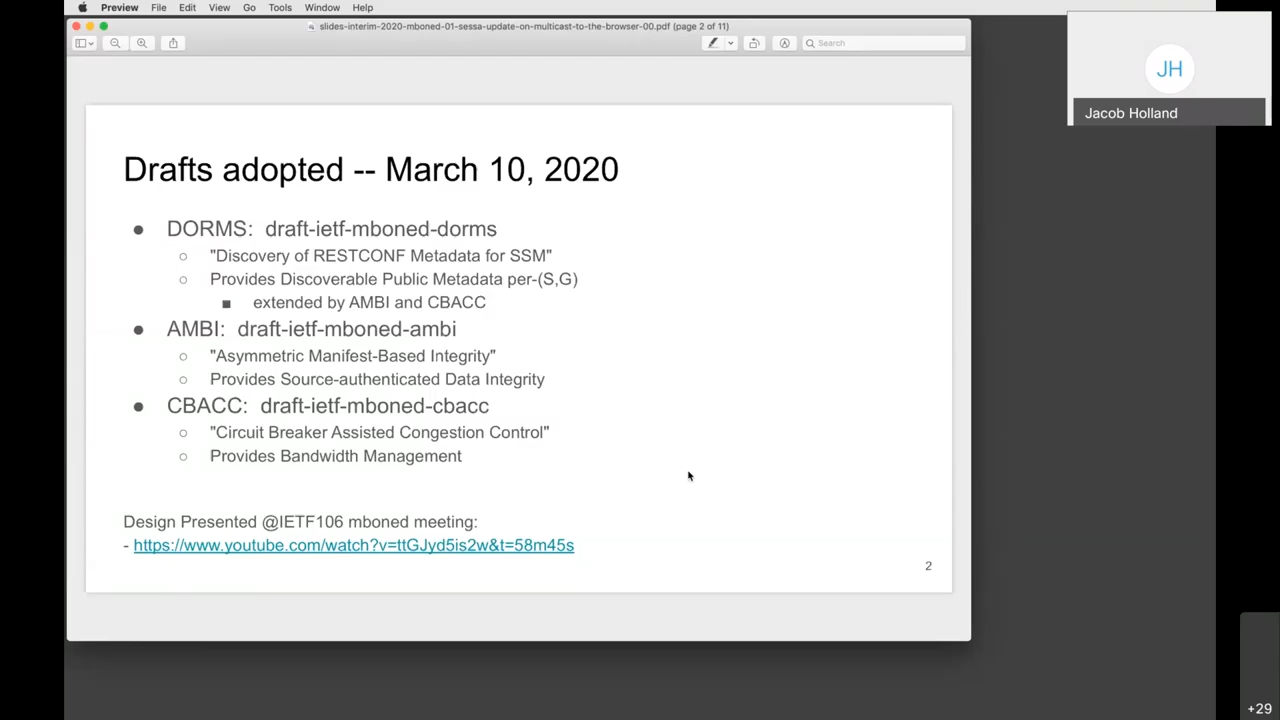 Preview File Edit View Go Tools Window Help
slides-interim-2020-mboned-01-sessa-update-on-multicast-to-the-browser-00.pdf (page 2 of 11)
Search
JH
Jacob Holland
Drafts adopted -- March 10, 2020
● DORMS: draft-ietf-mboned-dorms
○ "Discovery of RESTCONF Metadata for SSM"
○ Provides Discoverable Public Metadata per-(S,G)
■ extended by AMBI and CBACC
● AMBI: draft-ietf-mboned-ambi
○ "Asymmetric Manifest-Based Integrity"
○ Provides Source-authenticated Data Integrity
● CBACC: draft-ietf-mboned-cbacc
○ "Circuit Breaker Assisted Congestion Control"
○ Provides Bandwidth Management
Design Presented @IETF106 mboned meeting:
- https://www.youtube.com/watch?v=ttGJyd5is2w&t=58m45s
2
+29